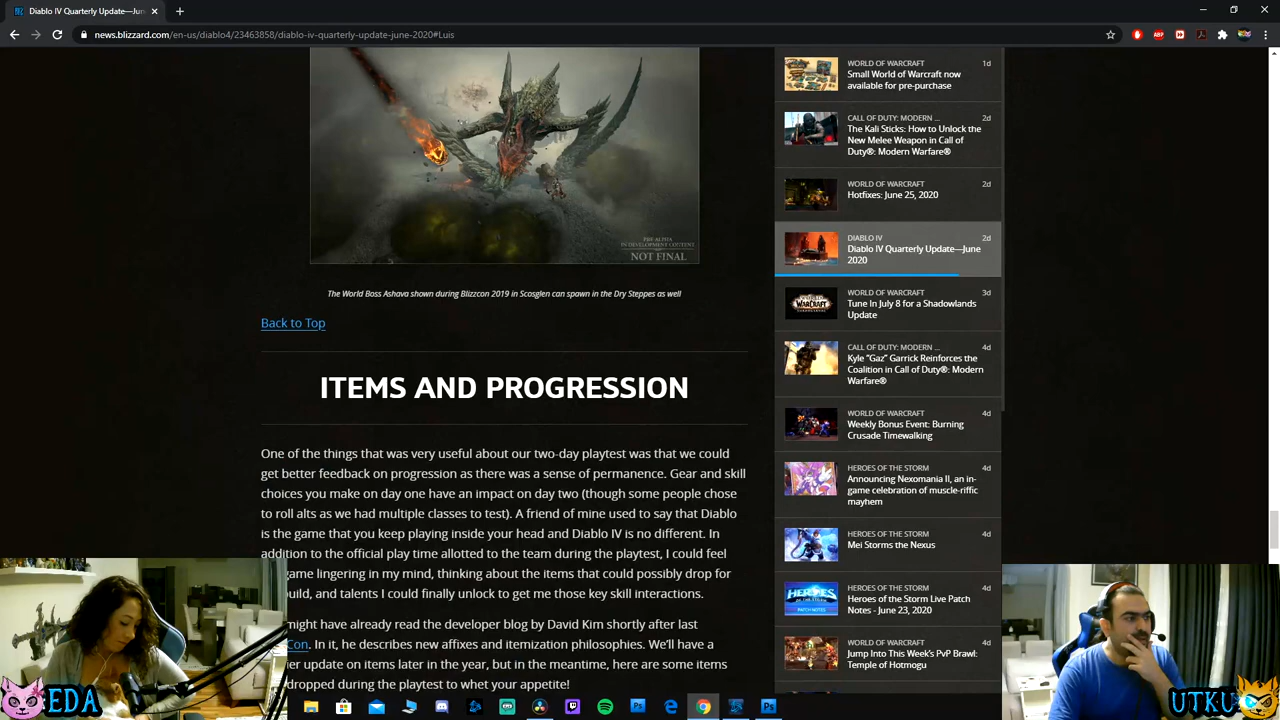 Diablo IV Quarterly Update—Jun
news.blizzard.com/en-us/diablo4/23463858/diablo-iv-quarterly-update-june-2020#Luis
PRE-ALPHA
IN DEVELOPMENT CONTENT
NOT FINAL
The World Boss Ashava shown during Blizzcon 2019 in Scosglen can spawn in the Dry Steppes as well
Back to Top
ITEMS AND PROGRESSION
One of the things that was very useful about our two-day playtest was that we could
get better feedback on progression as there was a sense of permanence. Gear and skill
choices you make on day one have an impact on day two (though some people chose
to roll alts as we had multiple classes to test). A friend of mine used to say that Diablo
is the game that you keep playing inside your head and Diablo IV is no different. In
addition to the official play time allotted to the team during the playtest, I could feel
game lingering in my mind, thinking about the items that could possibly drop for
build, and talents I could finally unlock to get me those key skill interactions.
might have already read the developer blog by David Kim shortly after last
Con. In it, he describes new affixes and itemization philosophies. We'll have a
update on items later in the year, but in the meantime, here are some items
dropped during the playtest to whet your appetite!
WORLD OF WARCRAFT 1d
Small World of Warcraft now
available for pre-purchase
CALL OF DUTY: MODERN ... 2d
The Kali Sticks: How to Unlock the
New Melee Weapon in Call of
Duty®: Modern Warfare®
WORLD OF WARCRAFT 2d
Hotfixes: June 25, 2020
DIABLO IV 2d
Diablo IV Quarterly Update—June
2020
WORLD OF WARCRAFT 3d
Tune In July 8 for a Shadowlands
Update
CALL OF DUTY: MODERN ... 4d
Kyle "Gaz" Garrick Reinforces the
Coalition in Call of Duty®: Modern
Warfare®
WORLD OF WARCRAFT 4d
Weekly Bonus Event: Burning
Crusade Timewalking
HEROES OF THE STORM 4d
Announcing Nexomania II, an in-
game celebration of muscle-riffic
mayhem
HEROES OF THE STORM 4d
Mei Storms the Nexus
HEROES OF THE STORM 4d
Heroes of the Storm Live Patch
Notes - June 23, 2020
WORLD OF WARCRAFT 4d
Jump Into This Week's PvP Brawl:
Temple of Hotmogu
EDA
UTKU